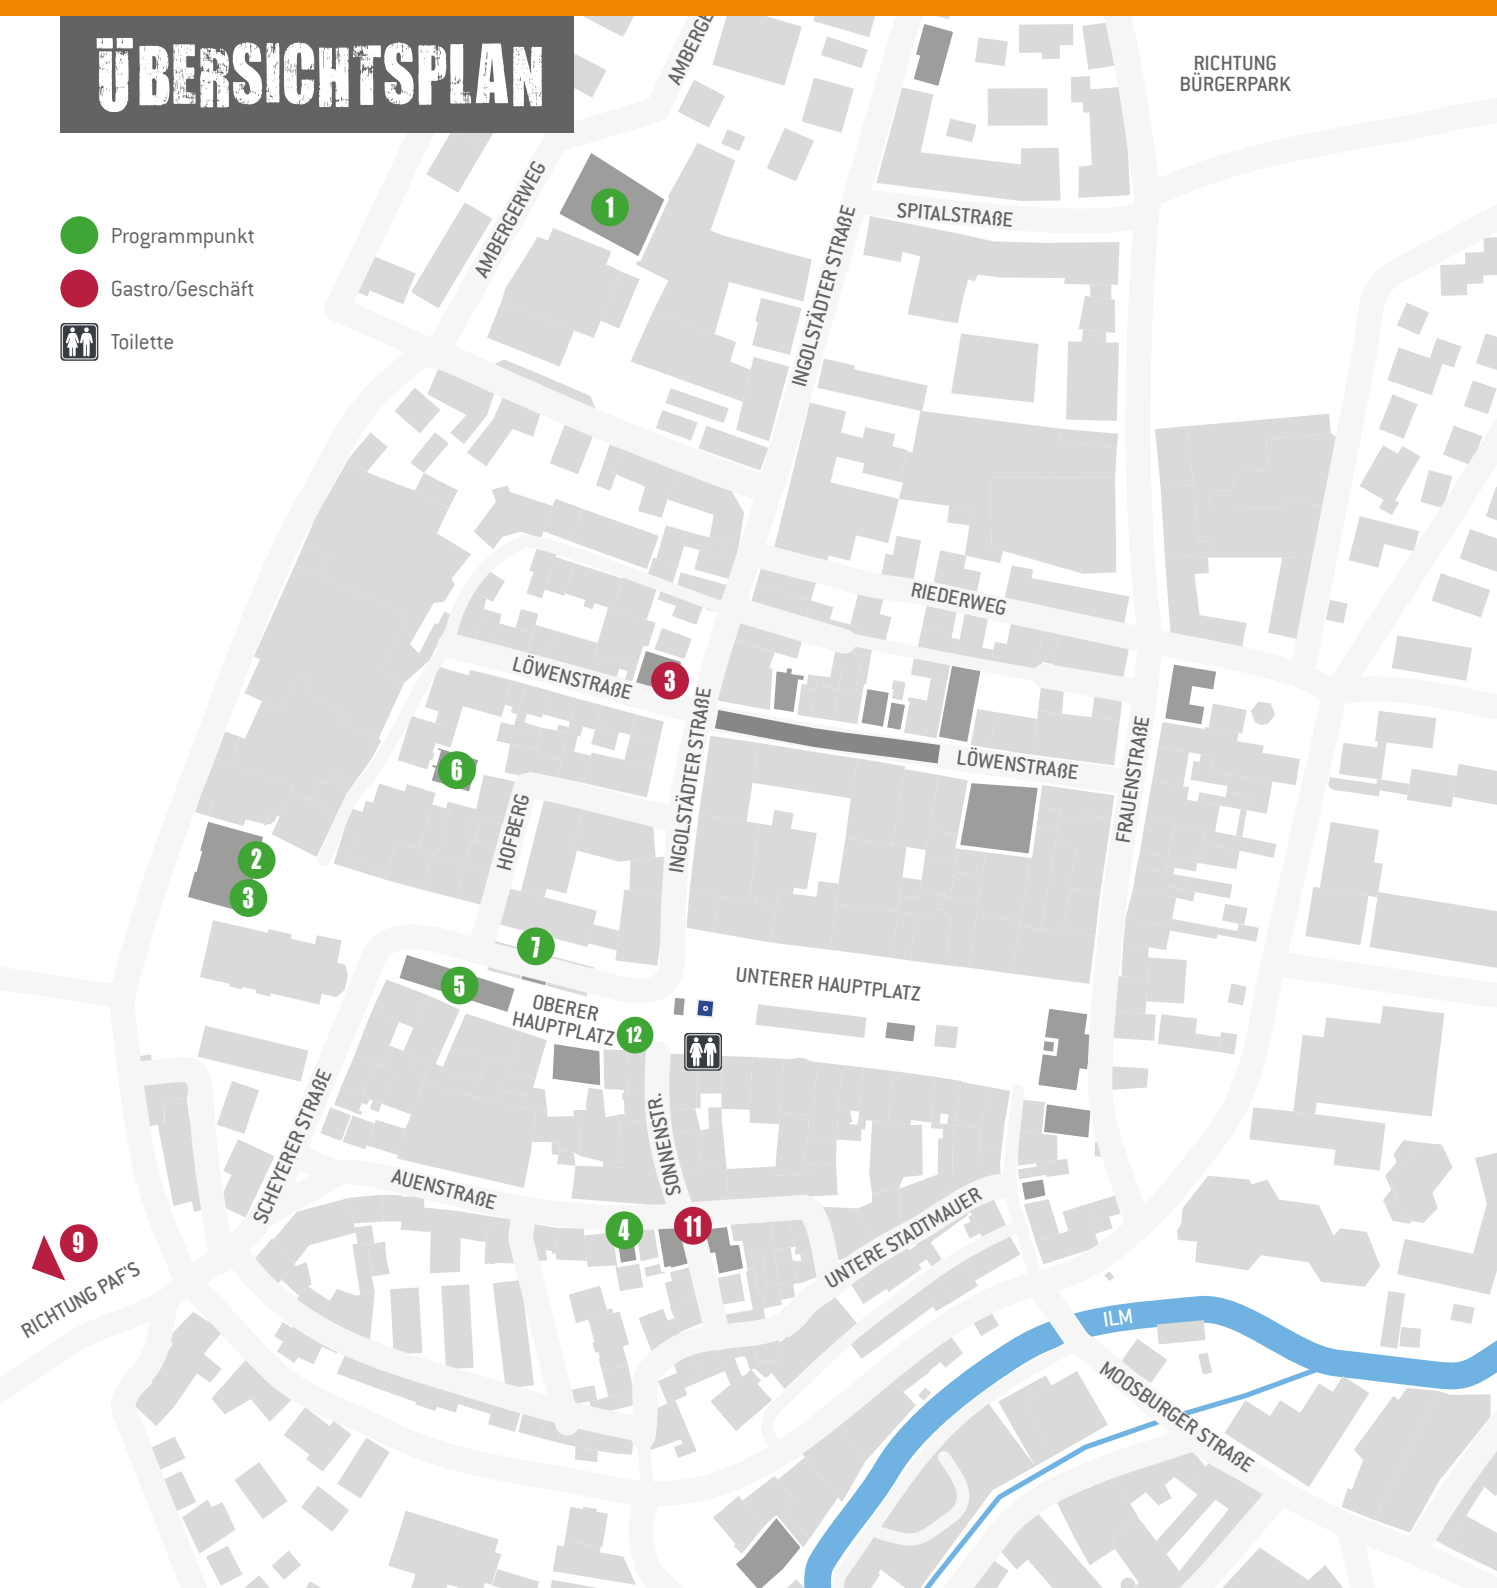 ÜBERSICHTSPLAN
RICHTUNG
BÜRGERPARK
AMBERGE
Programmpunkt
Gastro/Geschäft
Toilette
AMBERGERWEG
1
SPITALSTRAßE
INGOLSTÄDTER STRAßE
RIEDERWEG
LÖWENSTRAßE
3
INGOLSTÄDTER STRAßE
LÖWENSTRAßE
FRAUENSTRAßE
6
HOFBERG
2
3
7
5
UNTERER HAUPTPLATZ
OBERER
HAUPTPLATZ
12
SONNENSTR.
SCHEYERER STRAßE
AUENSTRAßE
4
11
UNTERE STADTMAUER
9
RICHTUNG PAF'S
ILM
MOOSBURGER STRAßE